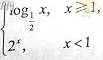 log_{1/2} x, x⩾1,
2^x, x<1